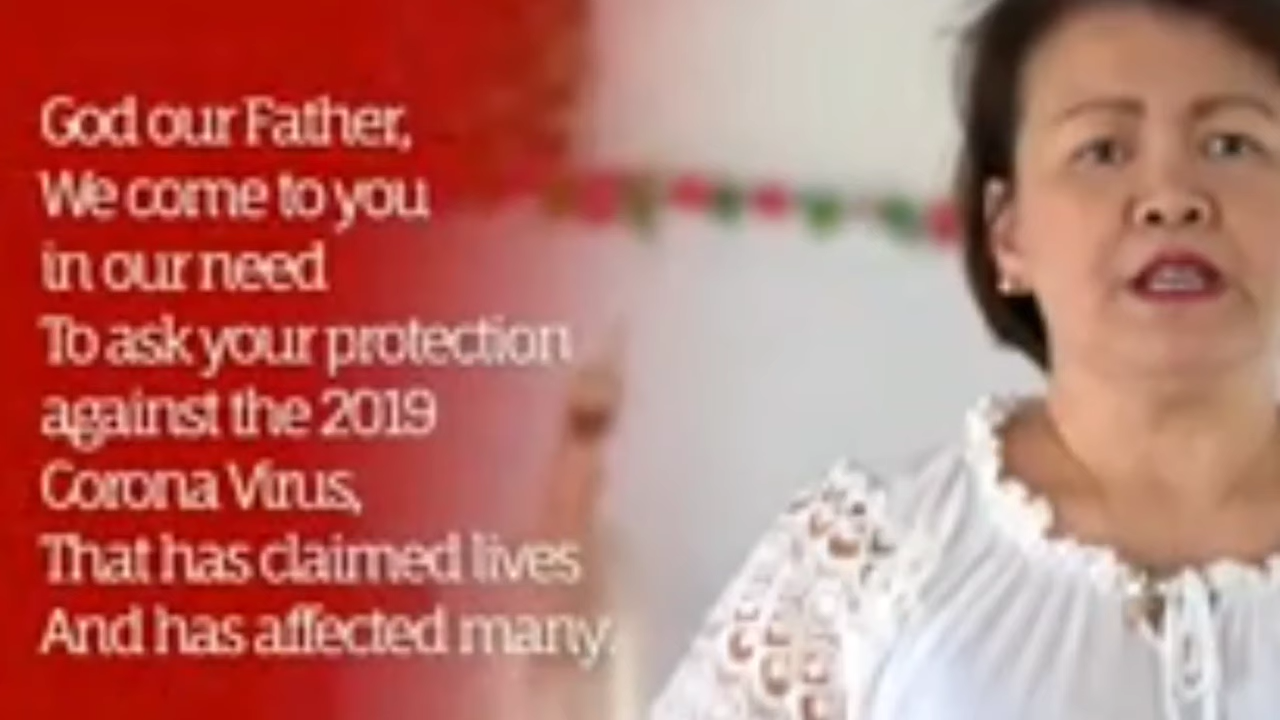 God our Father,
We come to you
in our need
To ask your protection
against the 2019
Corona Virus,
That has claimed lives
And has affected many.